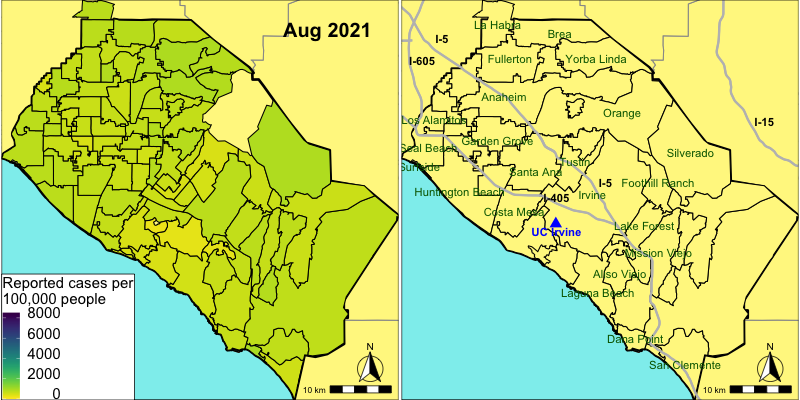 Aug 2021
Reported cases per
100,000 people
8000
6000
4000
2000
0
N
10 km
La Habra
Brea
I-5
I-605
Fullerton
Yorba Linda
Anaheim
Orange
I-15
Los Alamitos
Garden Grove
Seal Beach
Silverado
Sunside
Tustin
Santa Ana
I-5
Foothill Ranch
Huntington Beach
I-405
Irvine
Costa Mesa
UC Irvine
Lake Forest
Mission Viejo
Aliso Viejo
Laguna Beach
Dana Point
San Clemente
N
10 km